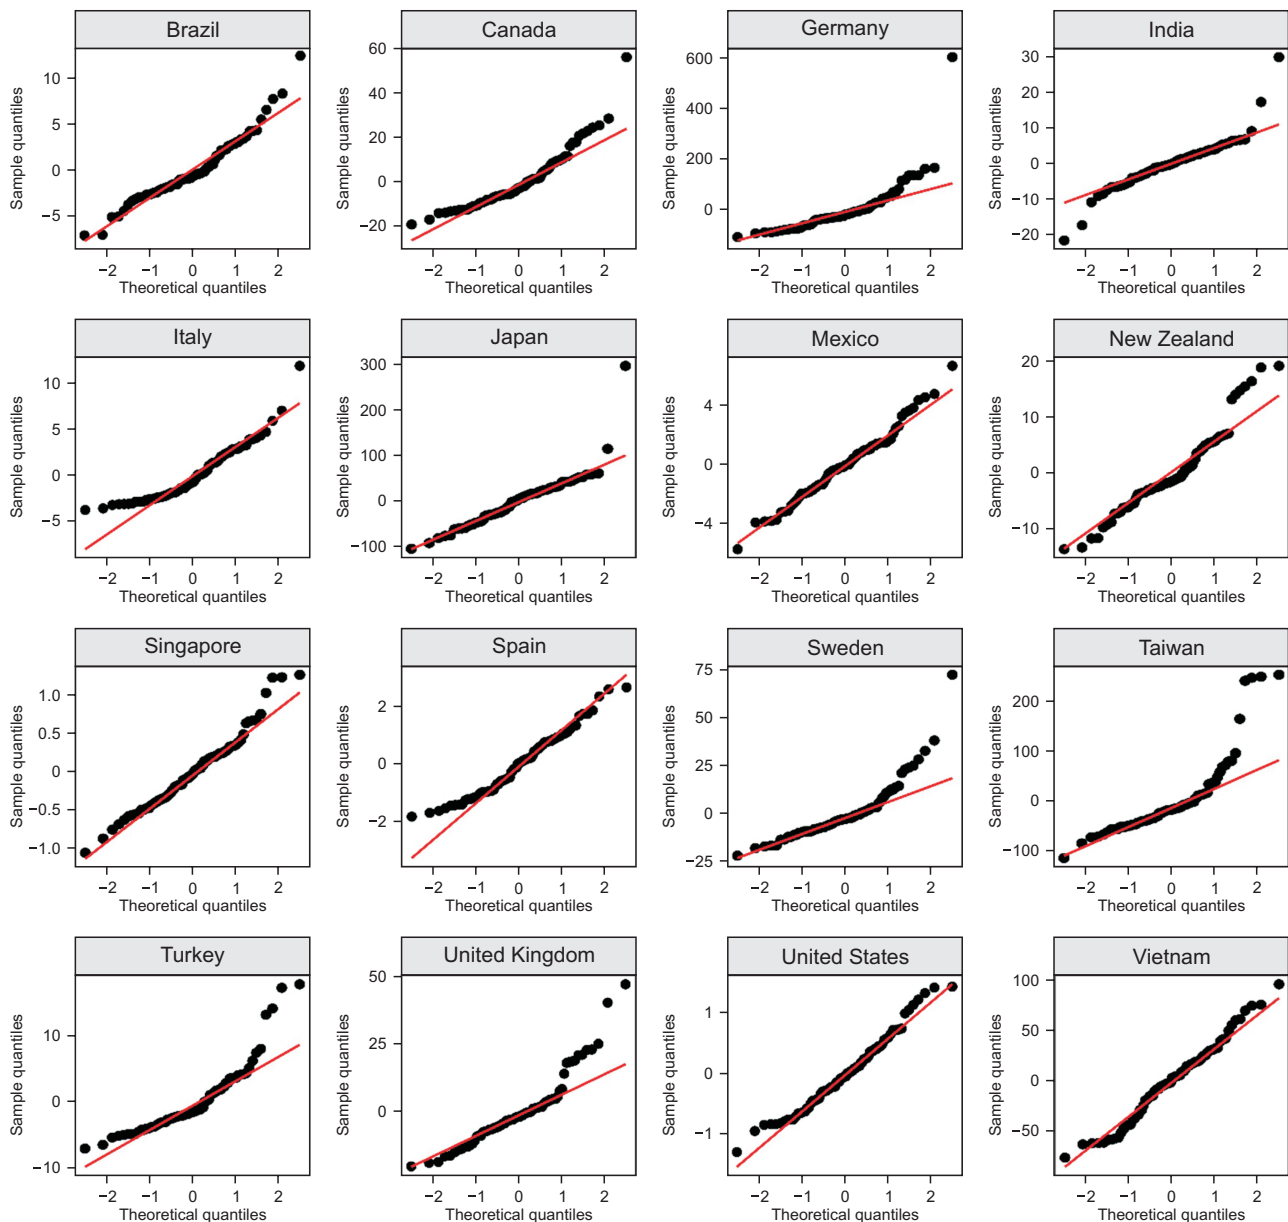 Brazil
Canada
Germany
India
Sample quantiles
10
5
0
−5
−2 −1 0 1 2
Theoretical quantiles
Sample quantiles
60
40
20
0
−20
−2 −1 0 1 2
Theoretical quantiles
Sample quantiles
600
400
200
0
−2 −1 0 1 2
Theoretical quantiles
Sample quantiles
30
20
10
0
−10
−20
−2 −1 0 1 2
Theoretical quantiles
Italy
Japan
Mexico
New Zealand
Sample quantiles
10
5
0
−5
−2 −1 0 1 2
Theoretical quantiles
Sample quantiles
300
200
100
0
−100
−2 −1 0 1 2
Theoretical quantiles
Sample quantiles
4
0
−4
−2 −1 0 1 2
Theoretical quantiles
Sample quantiles
20
10
0
−10
−2 −1 0 1 2
Theoretical quantiles
Singapore
Spain
Sweden
Taiwan
Sample quantiles
1.0
0.5
0
−0.5
−1.0
−2 −1 0 1 2
Theoretical quantiles
Sample quantiles
2
0
−2
−2 −1 0 1 2
Theoretical quantiles
Sample quantiles
75
50
25
0
−25
−2 −1 0 1 2
Theoretical quantiles
Sample quantiles
200
100
0
−100
−2 −1 0 1 2
Theoretical quantiles
Turkey
United Kingdom
United States
Vietnam
Sample quantiles
10
0
−10
−2 −1 0 1 2
Theoretical quantiles
Sample quantiles
50
25
0
−2 −1 0 1 2
Theoretical quantiles
Sample quantiles
1
0
−1
−2 −1 0 1 2
Theoretical quantiles
Sample quantiles
100
50
0
−50
−2 −1 0 1 2
Theoretical quantiles